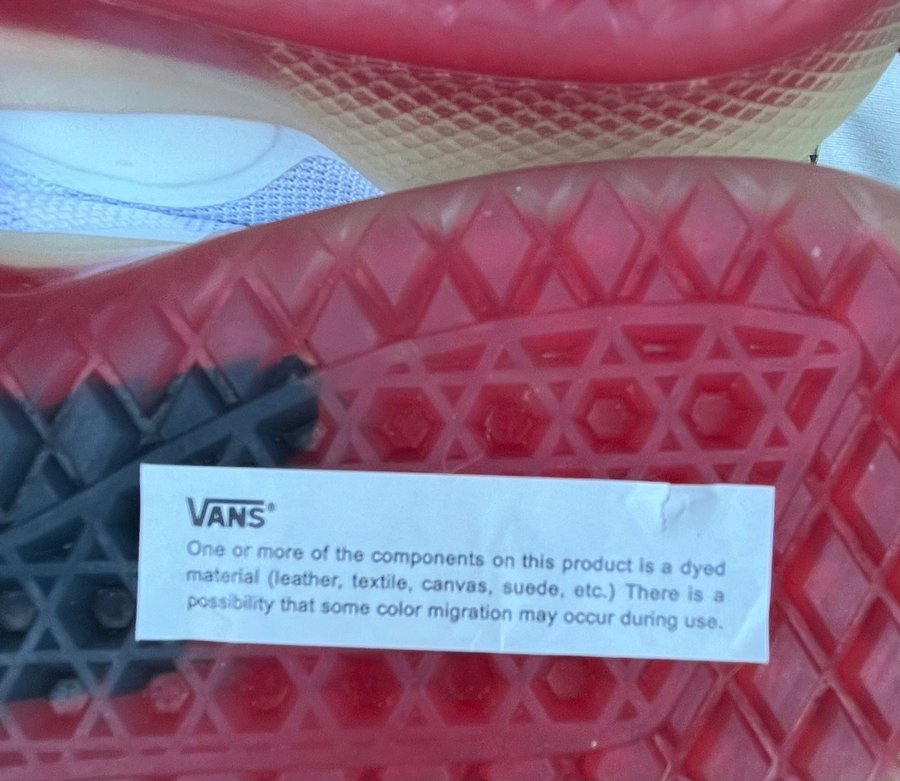 VANS®
One or more of the components on this product is a dyed
material (leather, textile, canvas, suede, etc.) There is a
possibility that some color migration may occur during use.